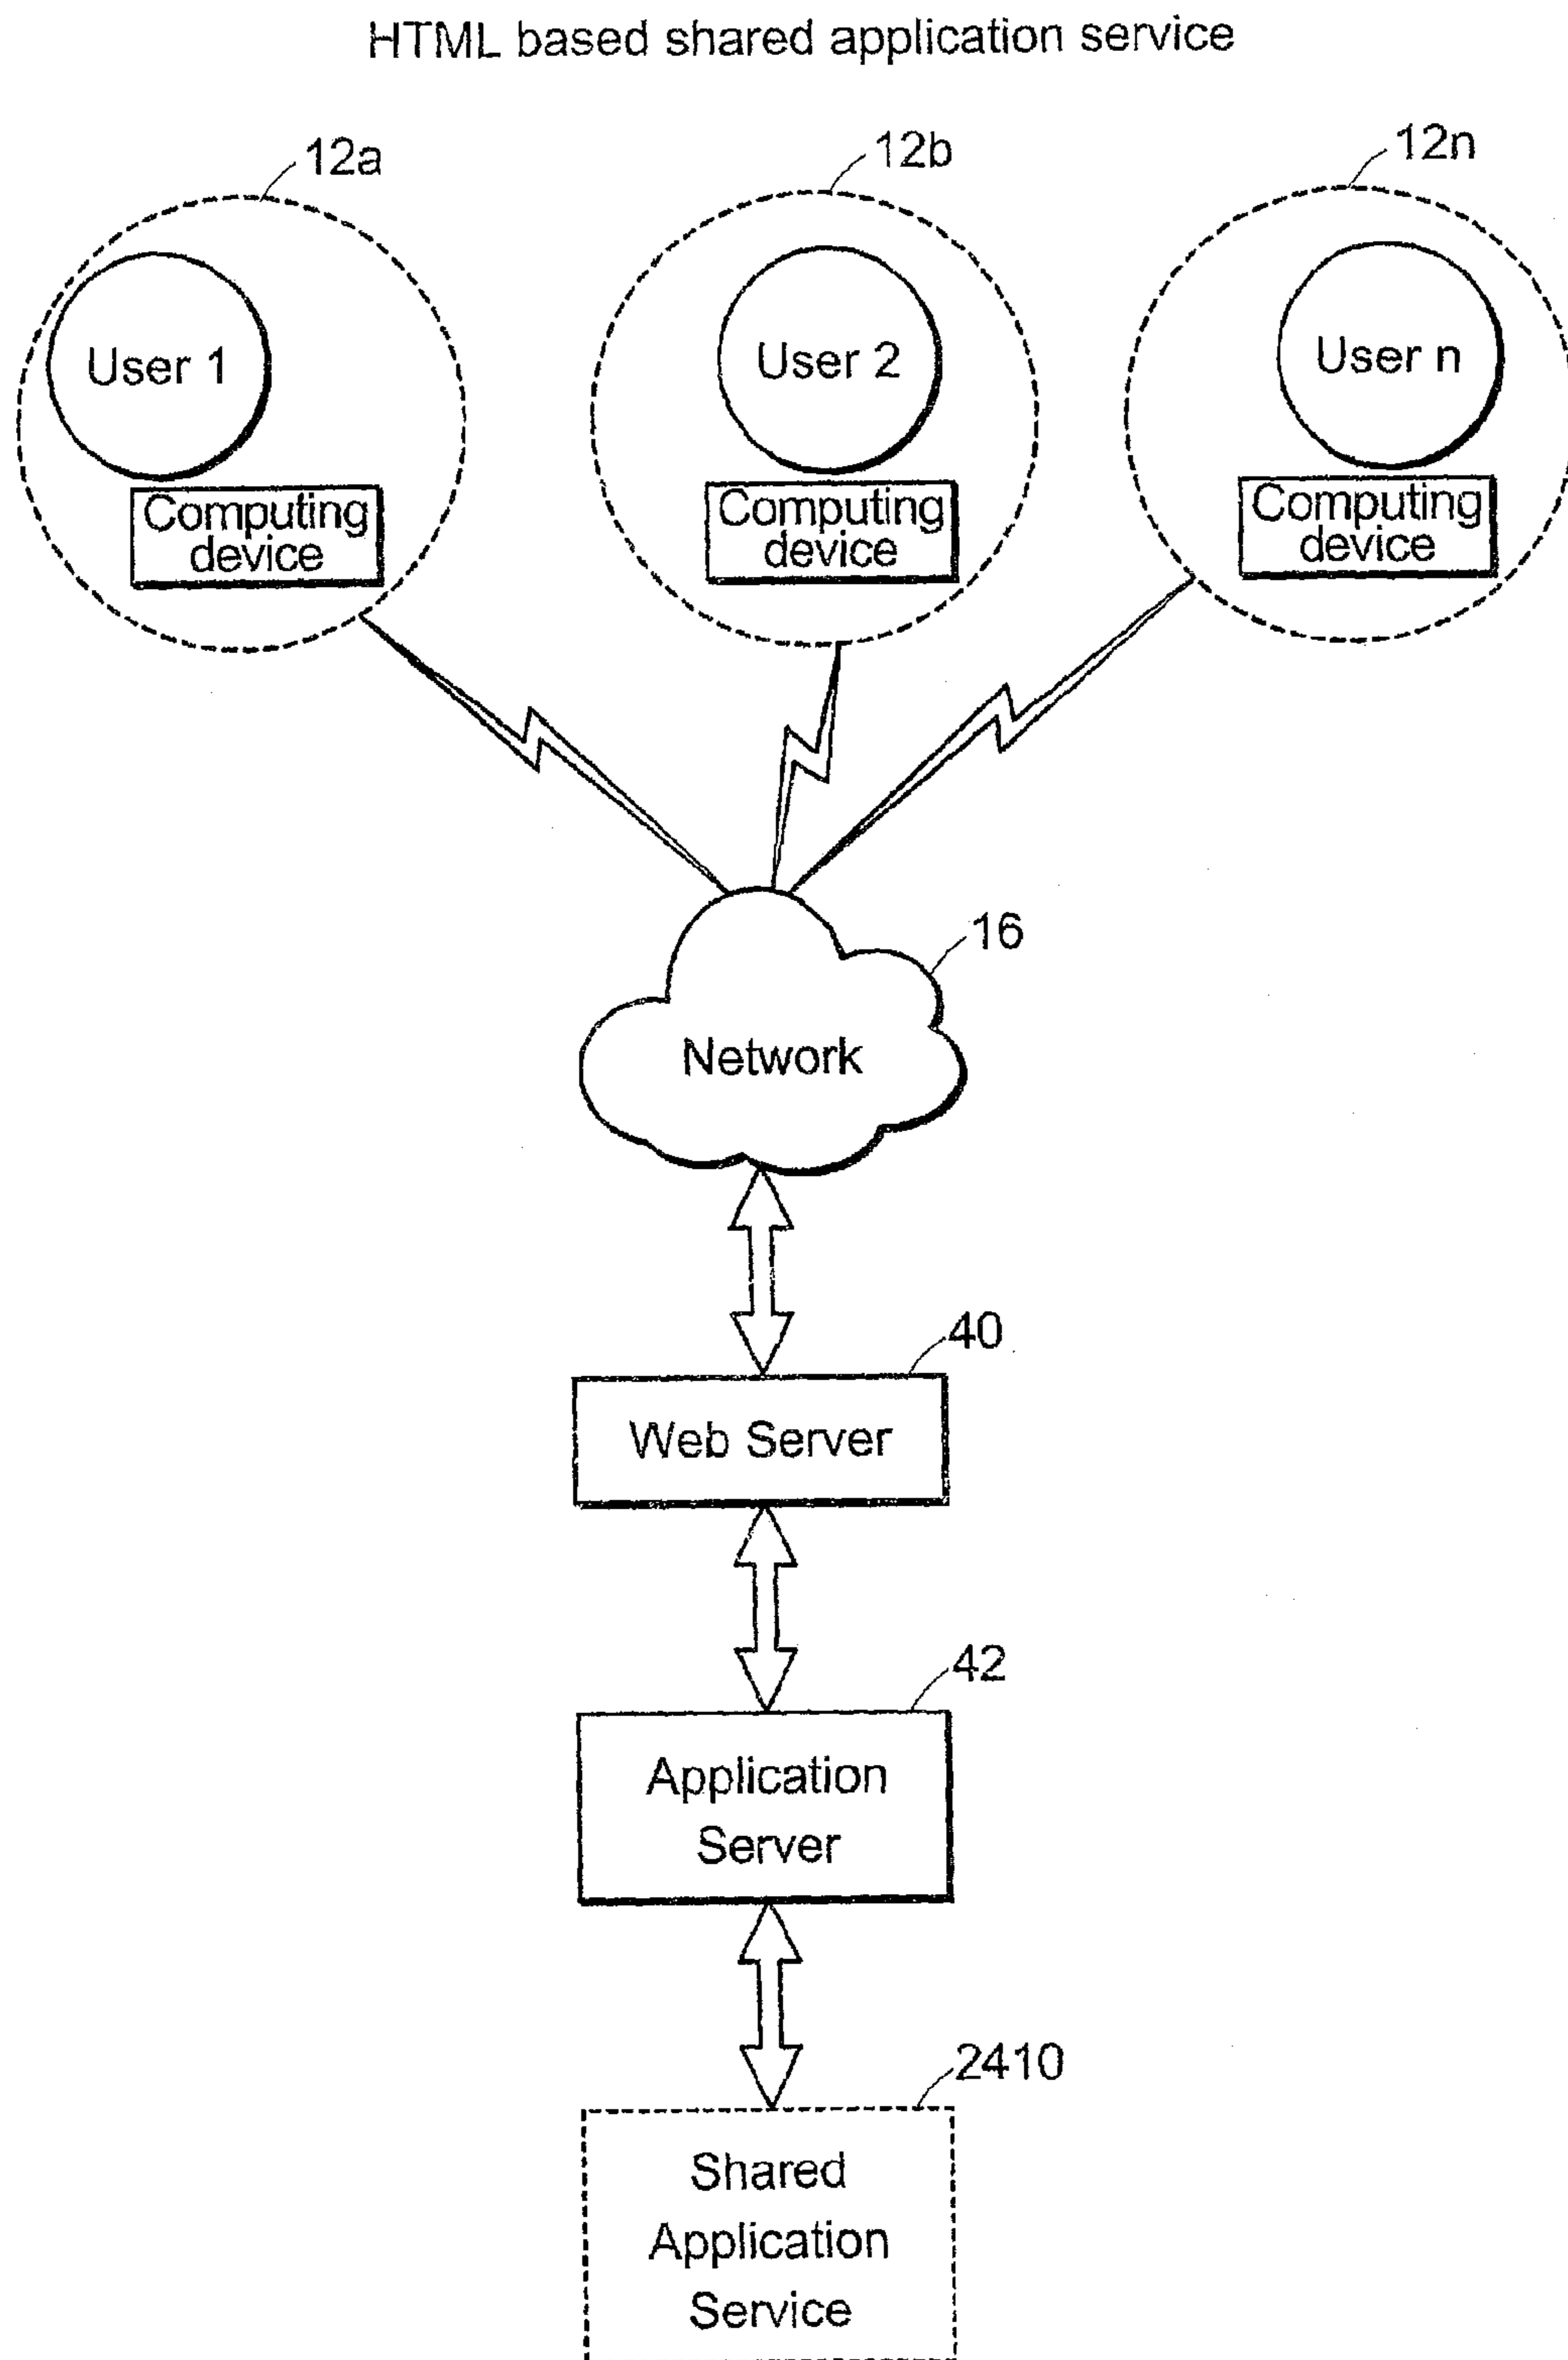 HTML based shared application service
12a
12b
12n
User 1
User 2
User n
Computing
device
Computing
device
Computing
device
16
Network
40
Web Server
42
Application
Server
2410
Shared
Application
Service